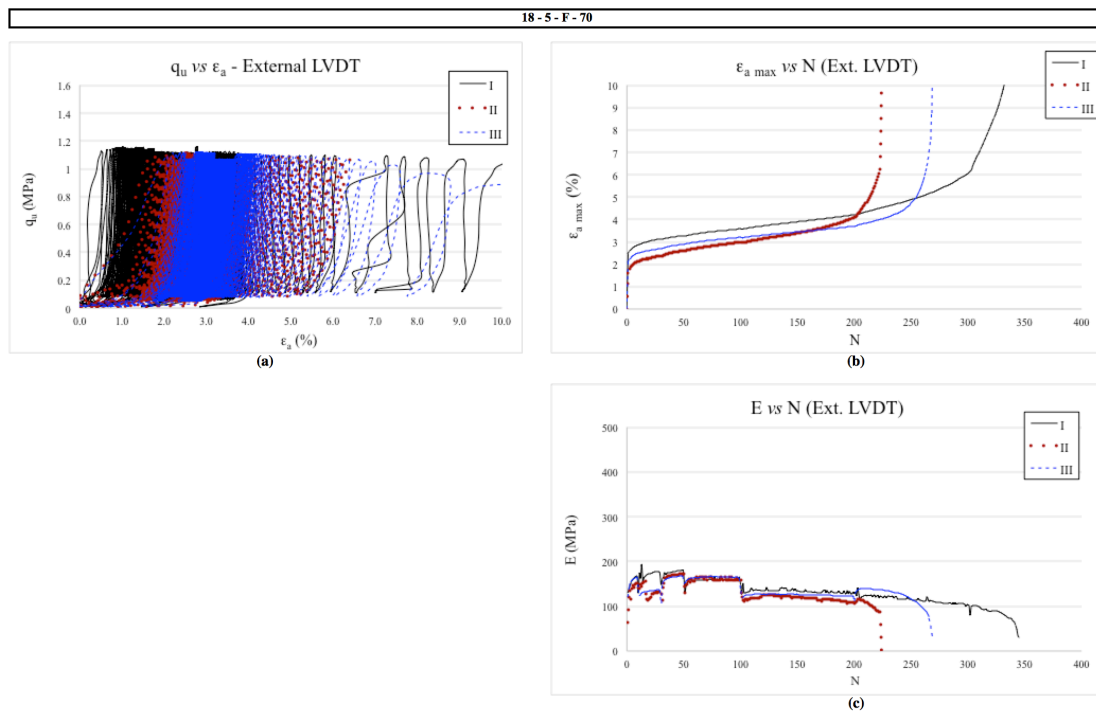 18 - 5 - F - 70
qu vs εa - External LVDT
I
II
III
1.6
1.4
1.2
1
0.8
0.6
0.4
0.2
0
qu (MPa)
0.0 1.0 2.0 3.0 4.0 5.0 6.0 7.0 8.0 9.0 10.0
εa (%)
(a)
εa max vs N (Ext. LVDT)
I
II
III
10
9
8
7
6
5
4
3
2
1
0
εa max (%)
0 50 100 150 200 250 300 350 400
N
(b)
E vs N (Ext. LVDT)
I
II
III
500
400
300
200
100
0
E (MPa)
0 50 100 150 200 250 300 350 400
N
(c)